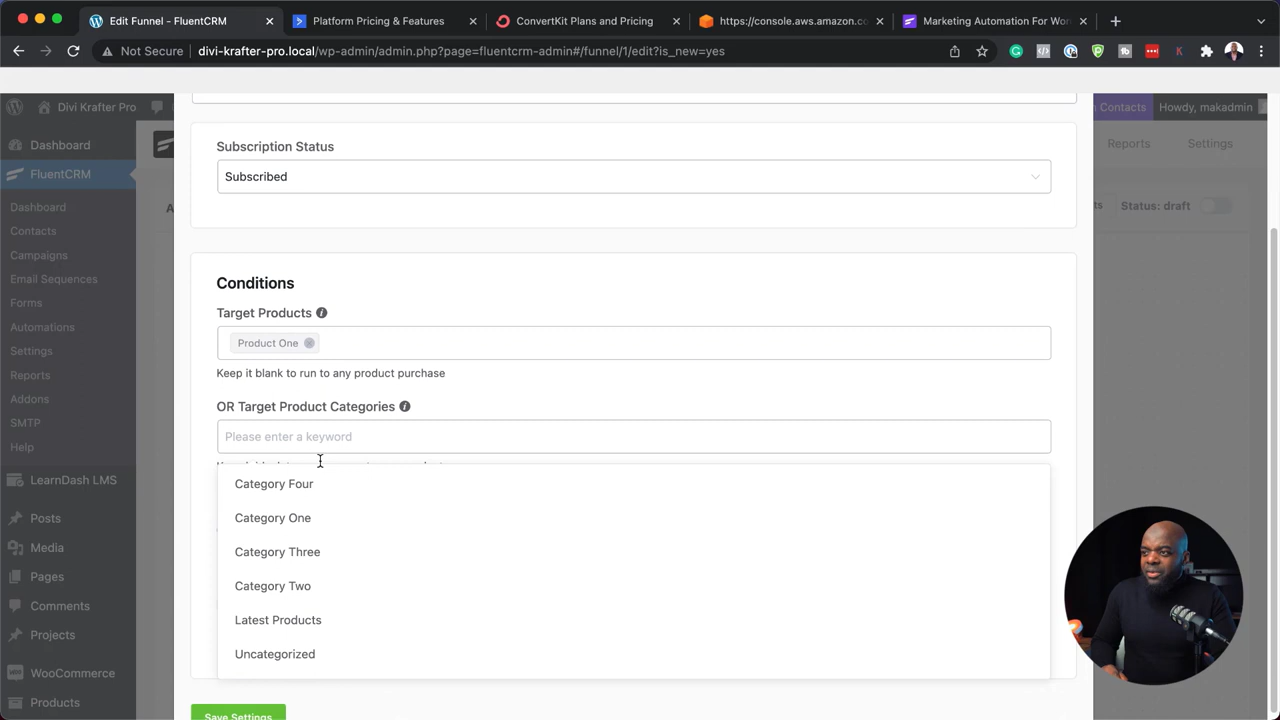 Edit Funnel - FluentCRM
Platform Pricing & Features
ConvertKit Plans and Pricing
https://console.aws.amazon.co
Marketing Automation For Wor
Not Secure
divi-krafter-pro.local/wp-admin/admin.php?page=fluentcrm-admin#/funnel/1/edit?is_new=yes
Divi Krafter Pro
Contacts
Howdy, makadmin
Dashboard
FluentCRM
Dashboard
Contacts
Campaigns
Email Sequences
Forms
Automations
Settings
Reports
Addons
SMTP
Help
LearnDash LMS
Posts
Media
Pages
Comments
Projects
WooCommerce
Products
Reports
Settings
Status: draft
Subscription Status
Subscribed
Conditions
Target Products
Product One
Keep it blank to run to any product purchase
OR Target Product Categories
Please enter a keyword
Category Four
Category One
Category Three
Category Two
Latest Products
Uncategorized
Save Settings